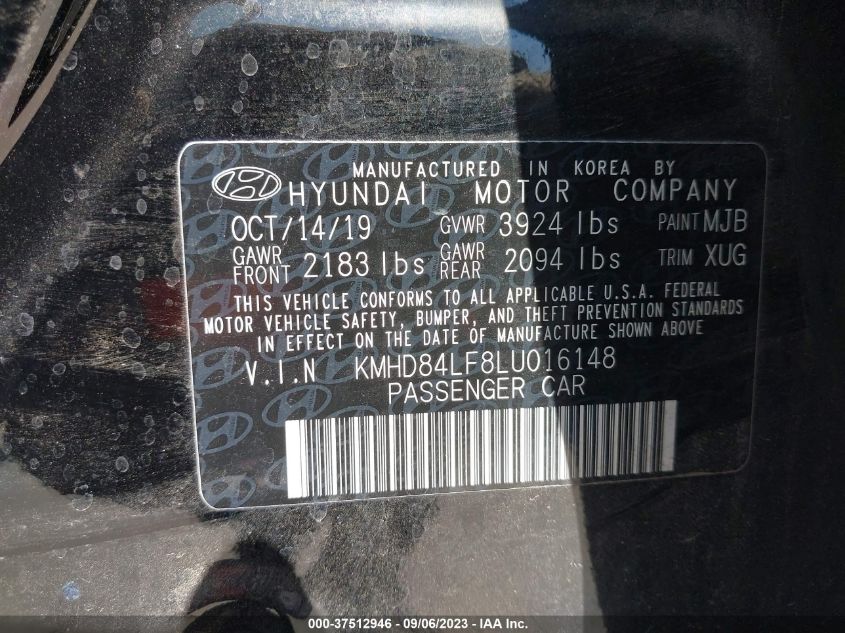 MANUFACTURED IN KOREA BY
HYUNDAI MOTOR COMPANY
OCT/14/19 GVWR 3924 lbs PAINT MJB
GAWR FRONT 2183 lbs GAWR REAR 2094 lbs TRIM XUG
THIS VEHICLE CONFORMS TO ALL APPLICABLE U.S.A. FEDERAL
MOTOR VEHICLE SAFETY, BUMPER, AND THEFT PREVENTION STANDARDS
IN EFFECT ON THE DATE OF MANUFACTURE SHOWN ABOVE
V.I.N KMHD84LF8LU016148
PASSENGER CAR
000-37512946 - 09/06/2023 - © IAA Inc.